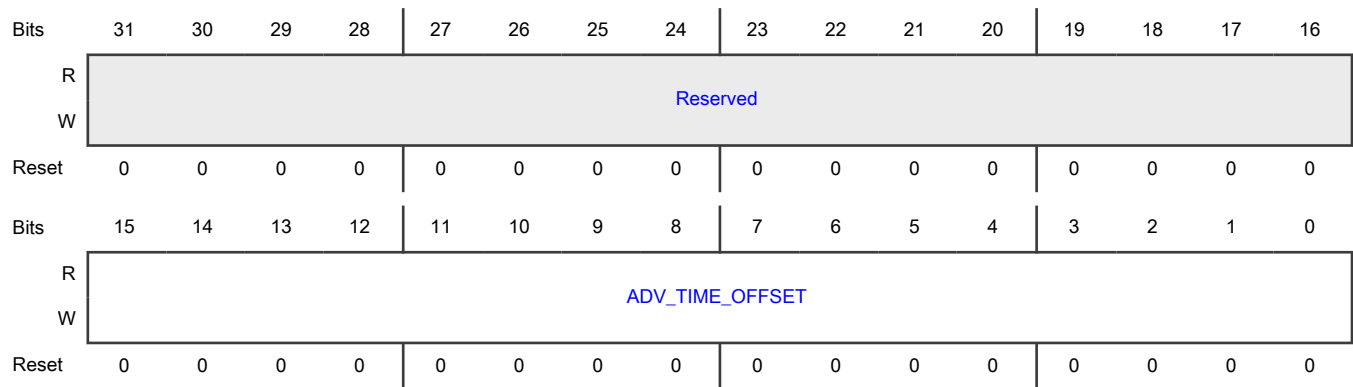 Bits 31 30 29 28 27 26 25 24 23 22 21 20 19 18 17 16
R
Reserved
W
Reset 0 0 0 0 0 0 0 0 0 0 0 0 0 0 0 0
Bits 15 14 13 12 11 10 9 8 7 6 5 4 3 2 1 0
R
ADV_TIME_OFFSET
W
Reset 0 0 0 0 0 0 0 0 0 0 0 0 0 0 0 0